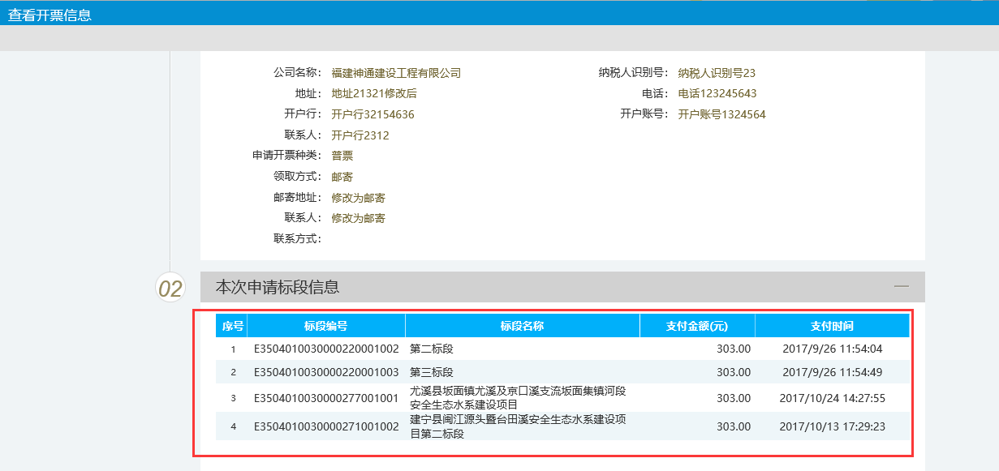 查看开票信息
公司名称： 福建神通建设工程有限公司 纳税人识别号： 纳税人识别号23
地址： 地址21321修改后 电话： 电话123245643
开户行： 开户行32154636 开户账号： 开户账号1324564
联系人： 开户行2312
申请开票种类： 普票
领取方式： 邮寄
邮寄地址： 修改为邮寄
联系人： 修改为邮寄
联系方式：
02 本次申请标段信息
序号 标段编号 标段名称 支付金额(元) 支付时间
1 E3504010030000220001002 第二标段 303.00 2017/9/26 11:54:04
2 E3504010030000220001003 第三标段 303.00 2017/9/26 11:54:49
3 E3504010030000277001001 尤溪县坂面镇尤溪及京口溪支流坂面集镇河段
安全生态水系建设项目 303.00 2017/10/24 14:27:55
4 E3504010030000271001002 建宁县闽江源头暨台田溪安全生态水系建设项
目第二标段 303.00 2017/10/13 17:29:23